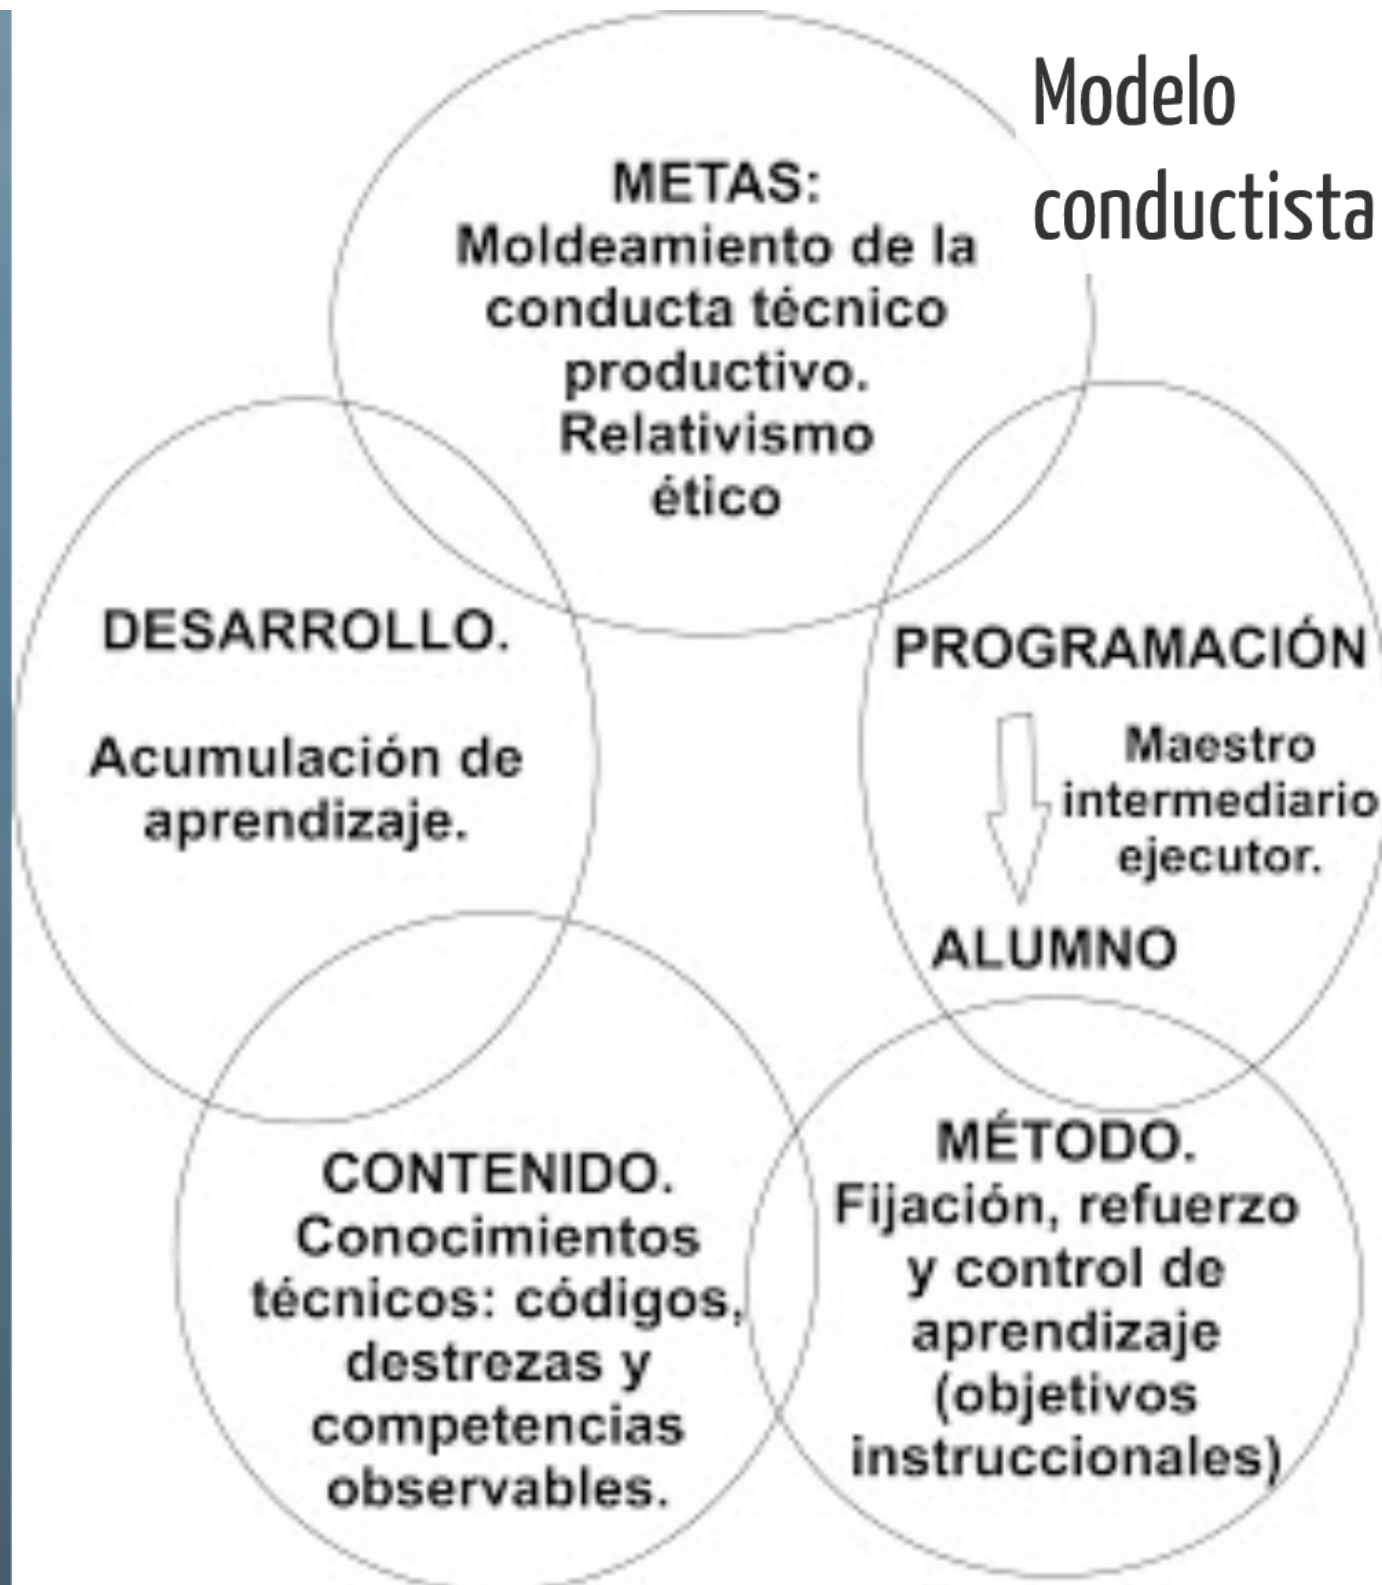 Modelo
conductista
METAS:
Moldeamiento de la
conducta técnico
productivo.
Relativismo
ético
DESARROLLO.
Acumulación de
aprendizaje.
PROGRAMACIÓN
Maestro
intermediario
ejecutor.
ALUMNO
CONTENIDO.
Conocimientos
técnicos: códigos,
destrezas y
competencias
observables.
MÉTODO.
Fijación, refuerzo
y control de
aprendizaje
(objetivos
instruccionales)